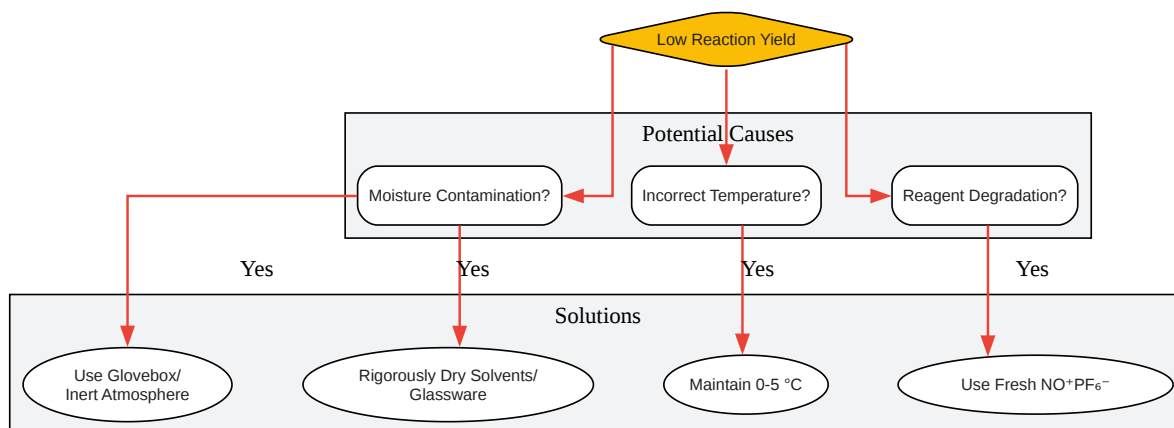 Low Reaction Yield
Potential Causes
Moisture Contamination?
Incorrect Temperature?
Reagent Degradation?
Yes
Yes
Yes
Yes
Solutions
Use Glovebox/
Inert Atmosphere
Rigorously Dry Solvents/
Glassware
Maintain 0-5 °C
Use Fresh NO⁺PF₆⁻